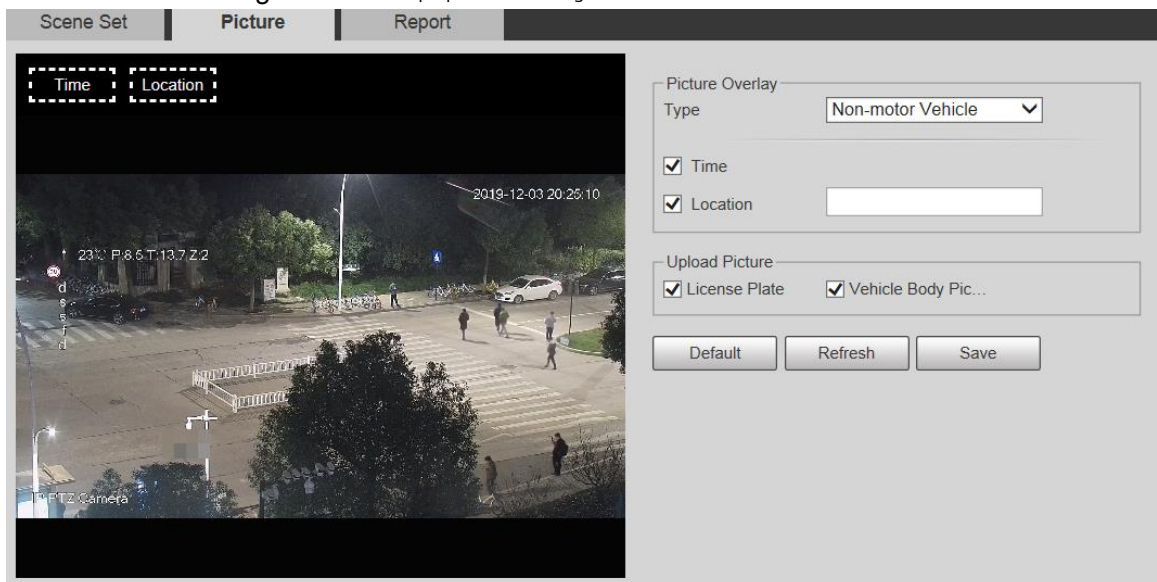 Scene Set Picture Report
Time Location
Picture Overlay
Type Non-motor Vehicle
Time
Location
2019-12-03 20:25:10
23℃ P:8.5 T:13.7 Z:2
d
s
f
d
Upload Picture
License Plate Vehicle Body Pic...
Default Refresh Save
PTZ Camera